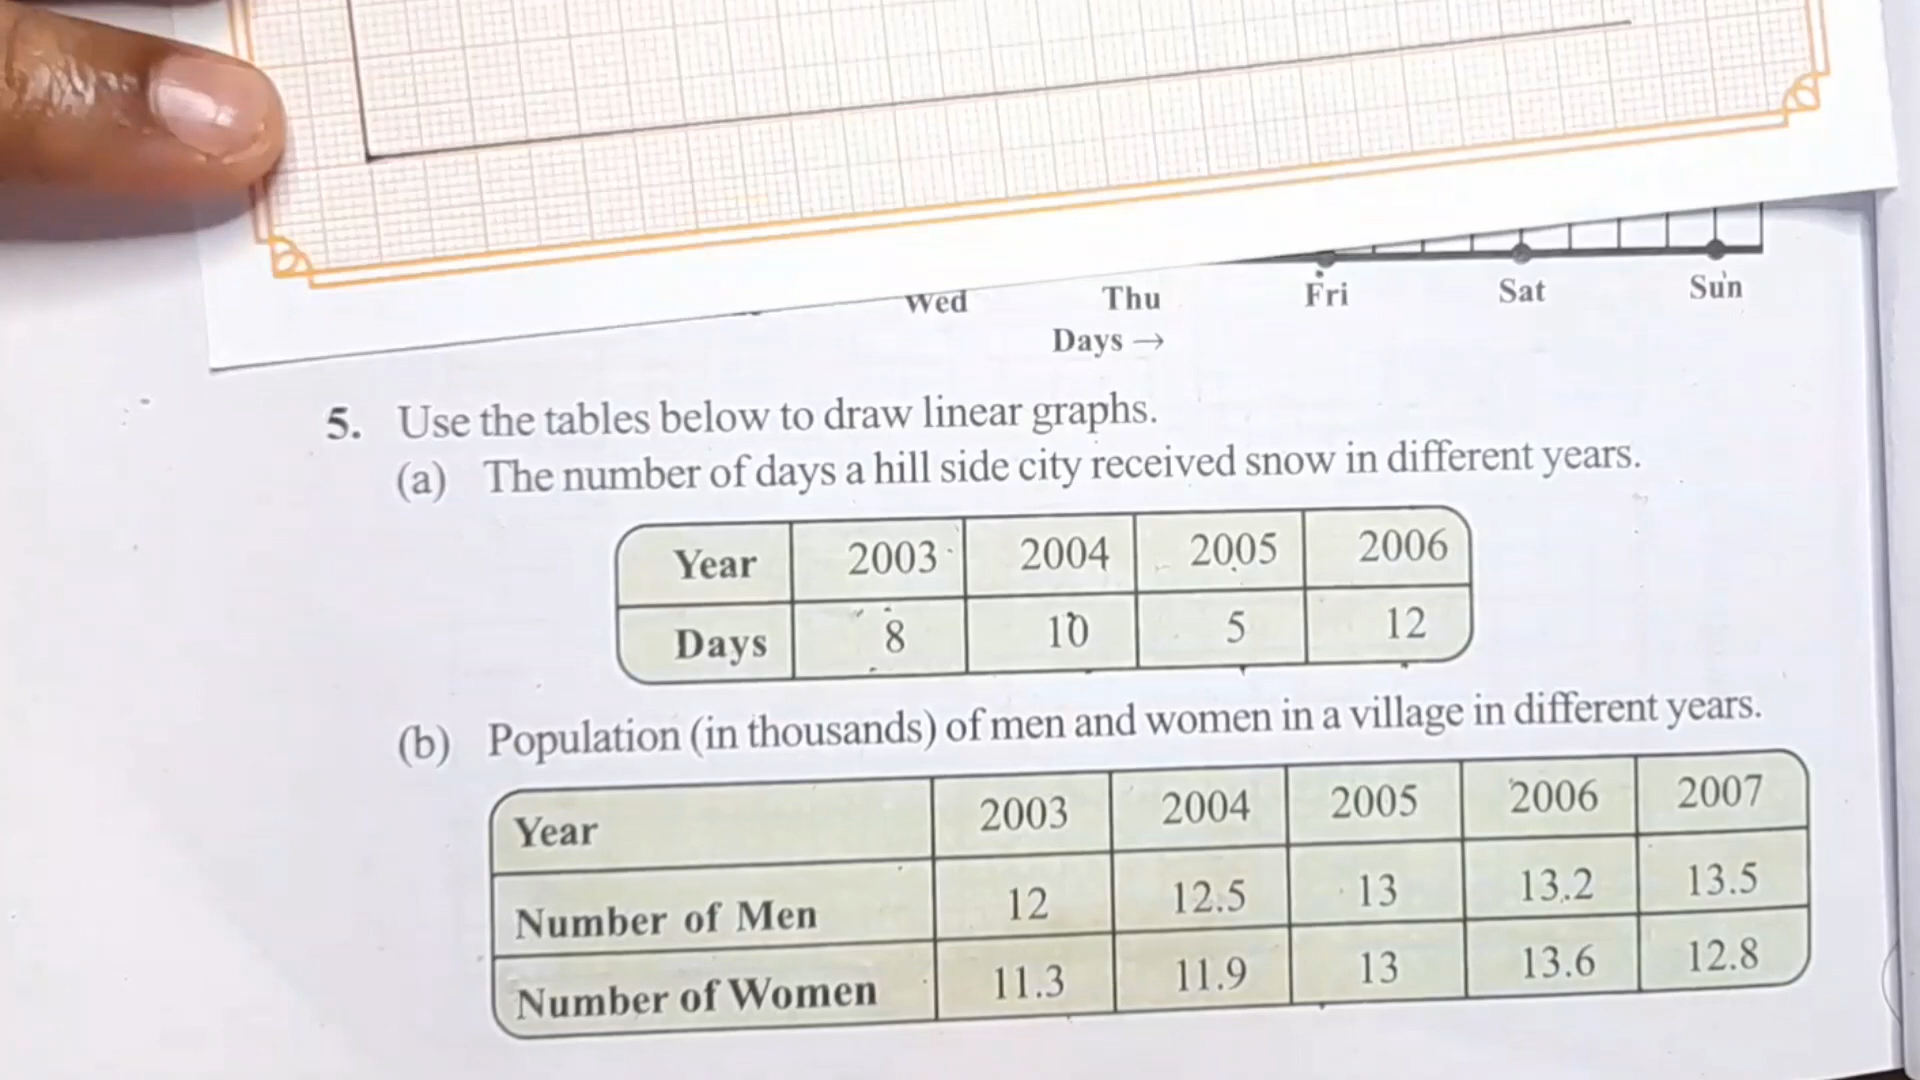 Wed Thu Fri Sat Sun
Days →
5. Use the tables below to draw linear graphs.
(a) The number of days a hill side city received snow in different years.
Year 2003 2004 2005 2006
Days 8 10 5 12
(b) Population (in thousands) of men and women in a village in different years.
Year 2003 2004 2005 2006 2007
Number of Men 12 12.5 13 13.2 13.5
Number of Women 11.3 11.9 13 13.6 12.8